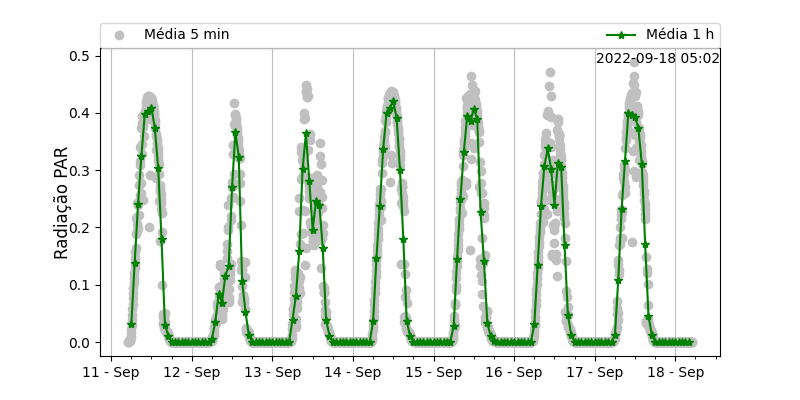 Média 5 min
Média 1 h
2022-09-18 05:02
Radiação PAR
0.5
0.4
0.3
0.2
0.1
0.0
11 - Sep
12 - Sep
13 - Sep
14 - Sep
15 - Sep
16 - Sep
17 - Sep
18 - Sep